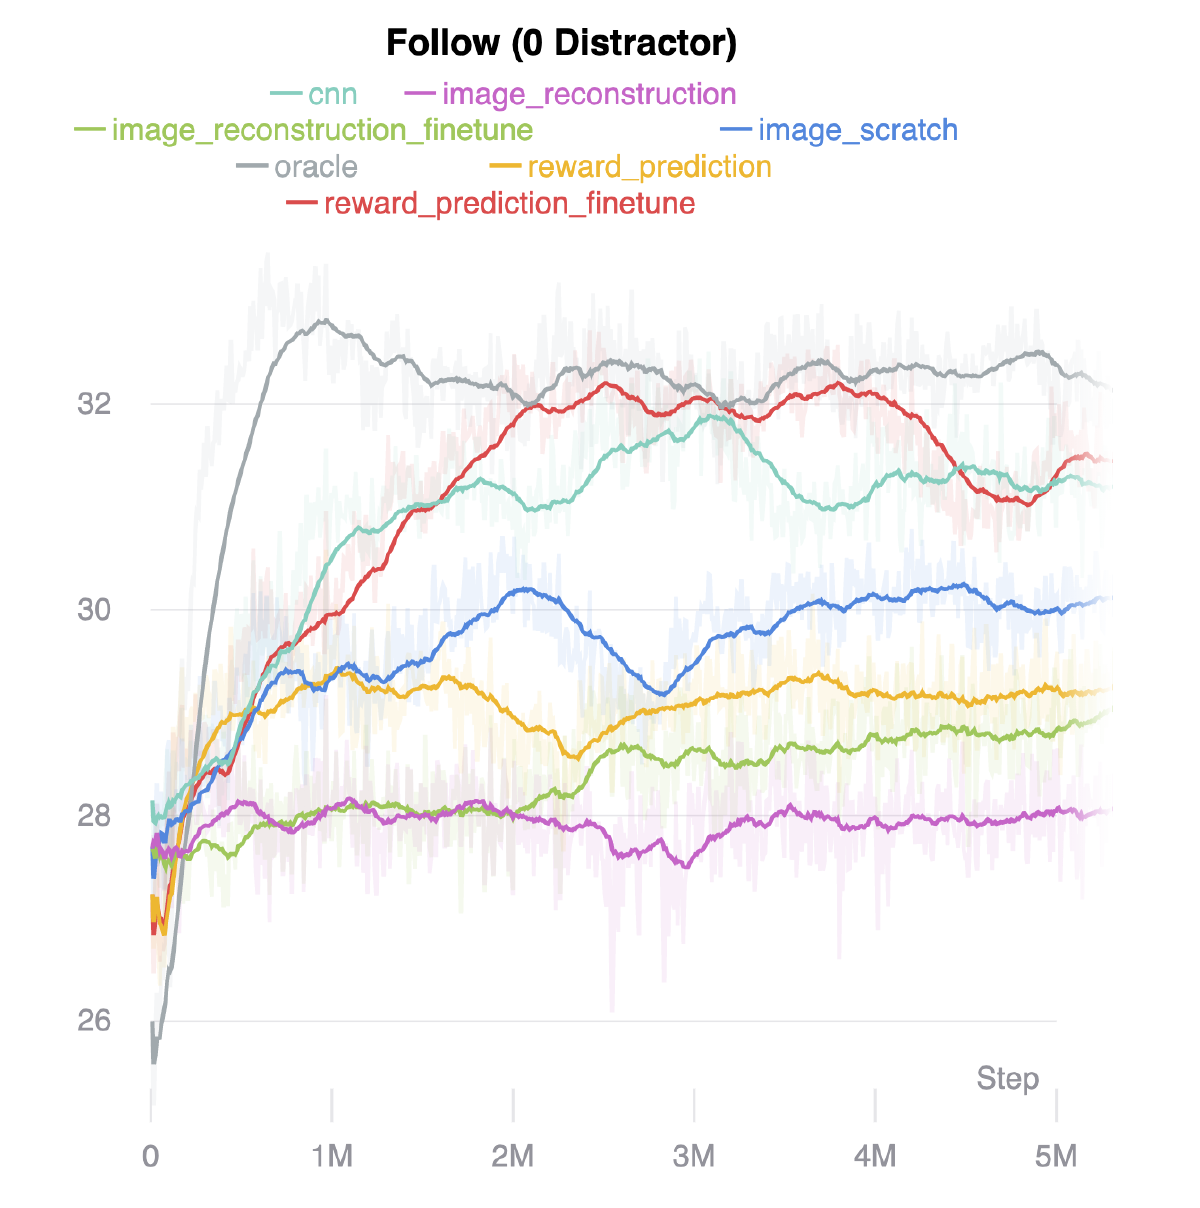 Follow (0 Distractor)
cnn image_reconstruction
image_reconstruction_finetune image_scratch
oracle reward_prediction
reward_prediction_finetune
32
30
28
26
Step
0 1M 2M 3M 4M 5M